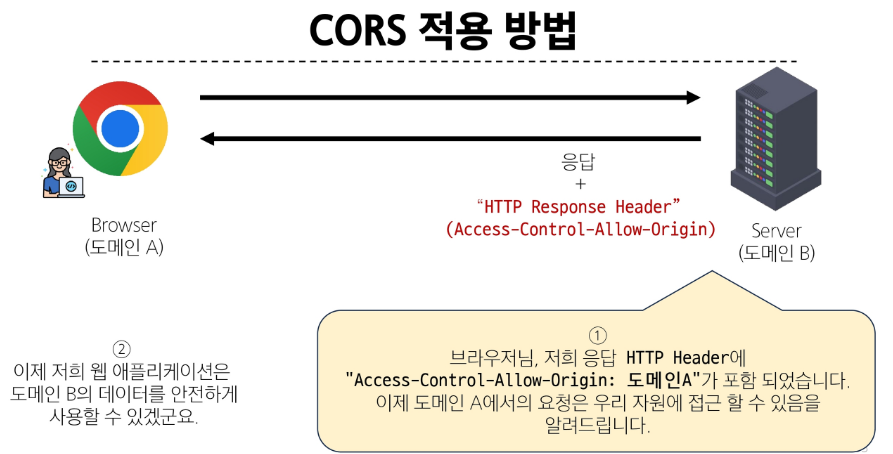 CORS 적용 방법
응답
+
“HTTP Response Header”
(Access-Control-Allow-Origin)
Browser
(도메인 A)
Server
(도메인 B)
①
브라우저님, 저희 응답 HTTP Header에
"Access-Control-Allow-Origin: 도메인A"가 포함 되었습니다.
이제 도메인 A에서의 요청은 우리 자원에 접근 할 수 있음을
알려드립니다.
②
이제 저희 웹 애플리케이션은
도메인 B의 데이터를 안전하게
사용할 수 있겠군요.